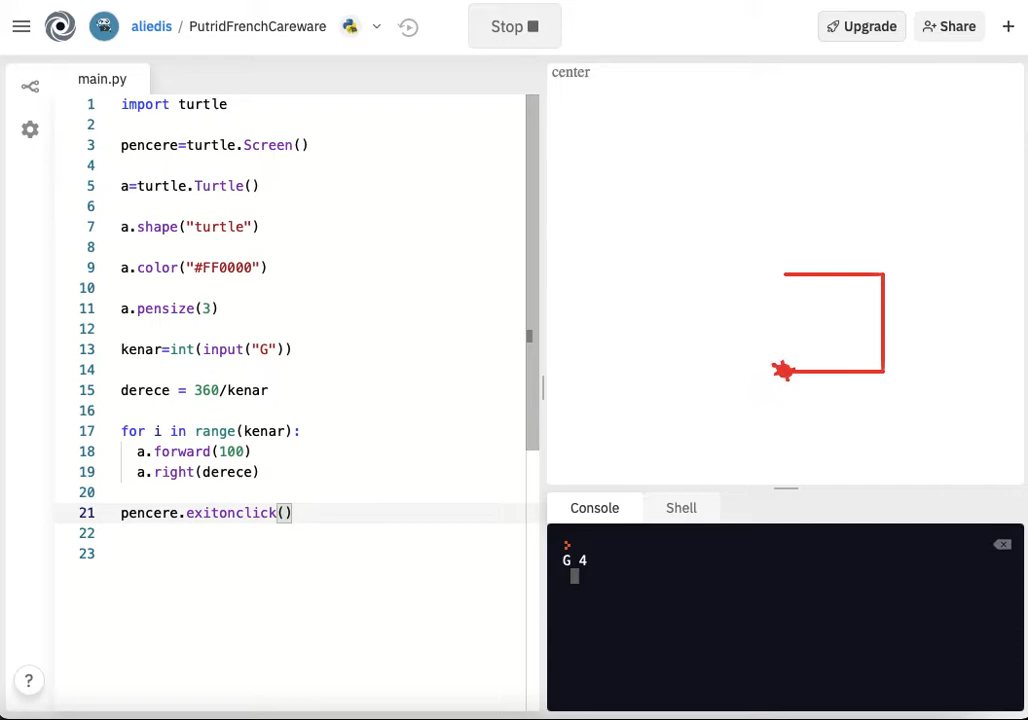 aliedis / PutridFrenchCareware
Stop
Upgrade
Share
+
main.py
center
1 import turtle
2
3 pencere=turtle.Screen()
4
5 a=turtle.Turtle()
6
7 a.shape("turtle")
8
9 a.color("#FF0000")
10
11 a.pensize(3)
12
13 kenar=int(input("G"))
14
15 derece = 360/kenar
16
17 for i in range(kenar):
18 a.forward(100)
19 a.right(derece)
20
21 pencere.exitonclick()
22
23
Console
Shell
G 4
?